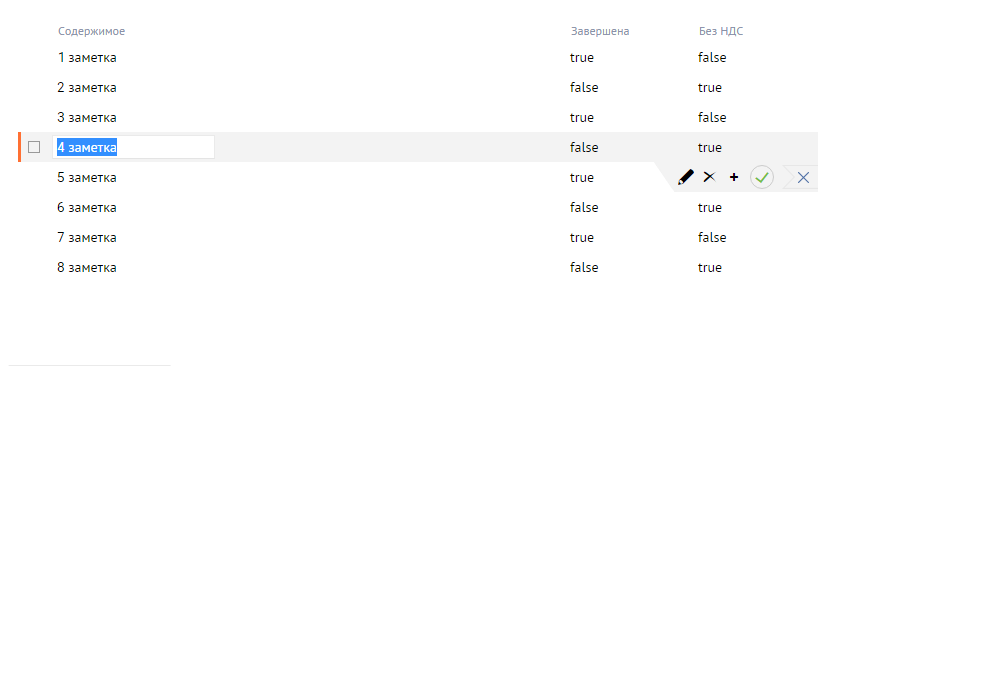 Содержимое Завершена Без НДС
1 заметка true false
2 заметка false true
3 заметка true false
4 заметка false true
5 заметка true
6 заметка false true
7 заметка true false
8 заметка false true